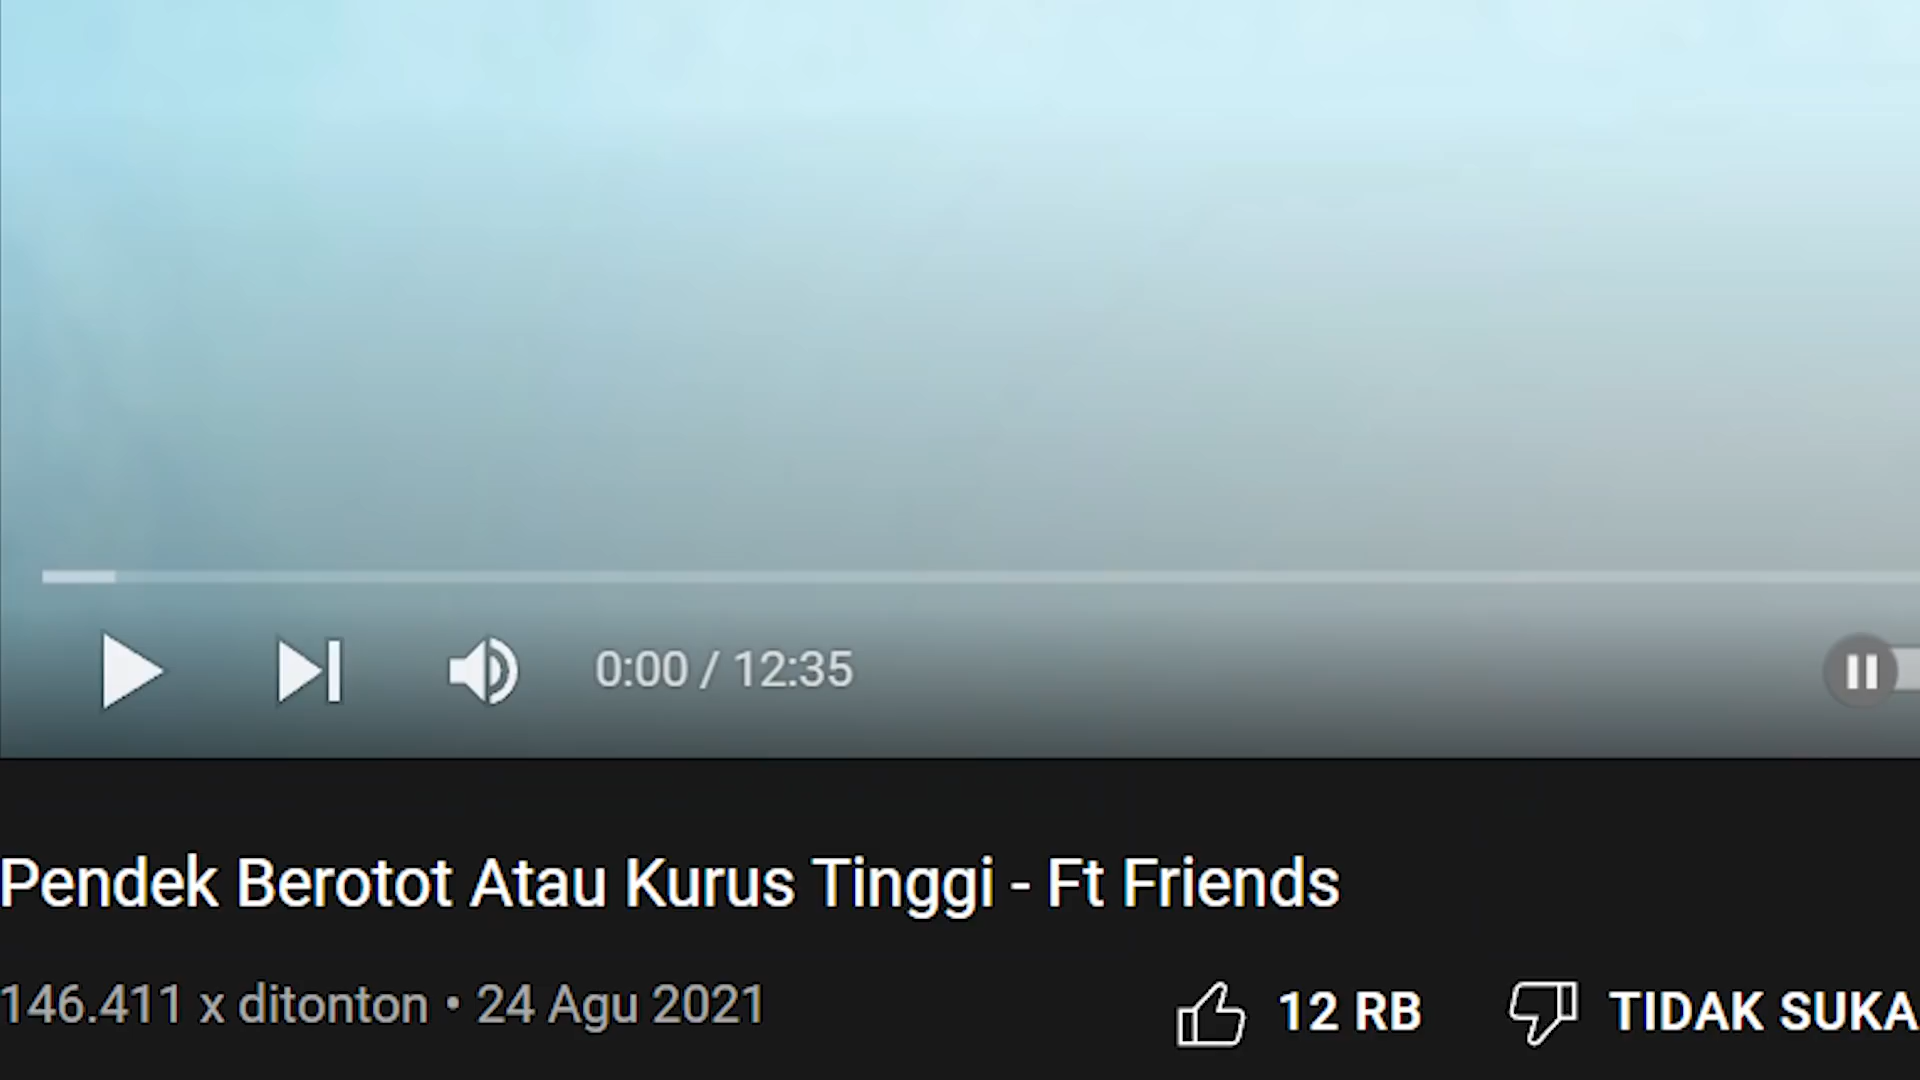 0:00 / 12:35
Pendek Berotot Atau Kurus Tinggi - Ft Friends
146.411 x ditonton • 24 Agu 2021
12 RB
TIDAK SUKA